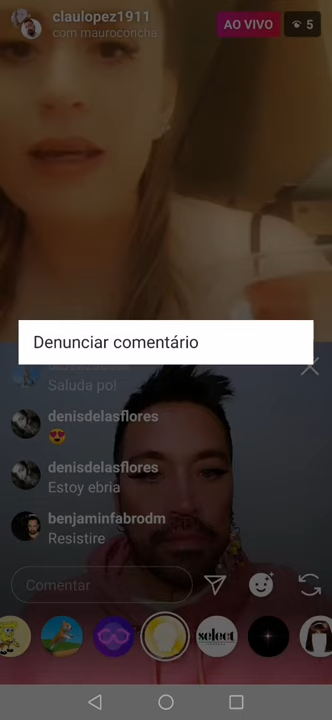 claulopez1911
com mauroconcha
AO VIVO
5
Denunciar comentário
Saluda po!
denisdelasflores
😍
denisdelasflores
Estoy ebria
benjaminfabrodm
Resistire
Comentar
select